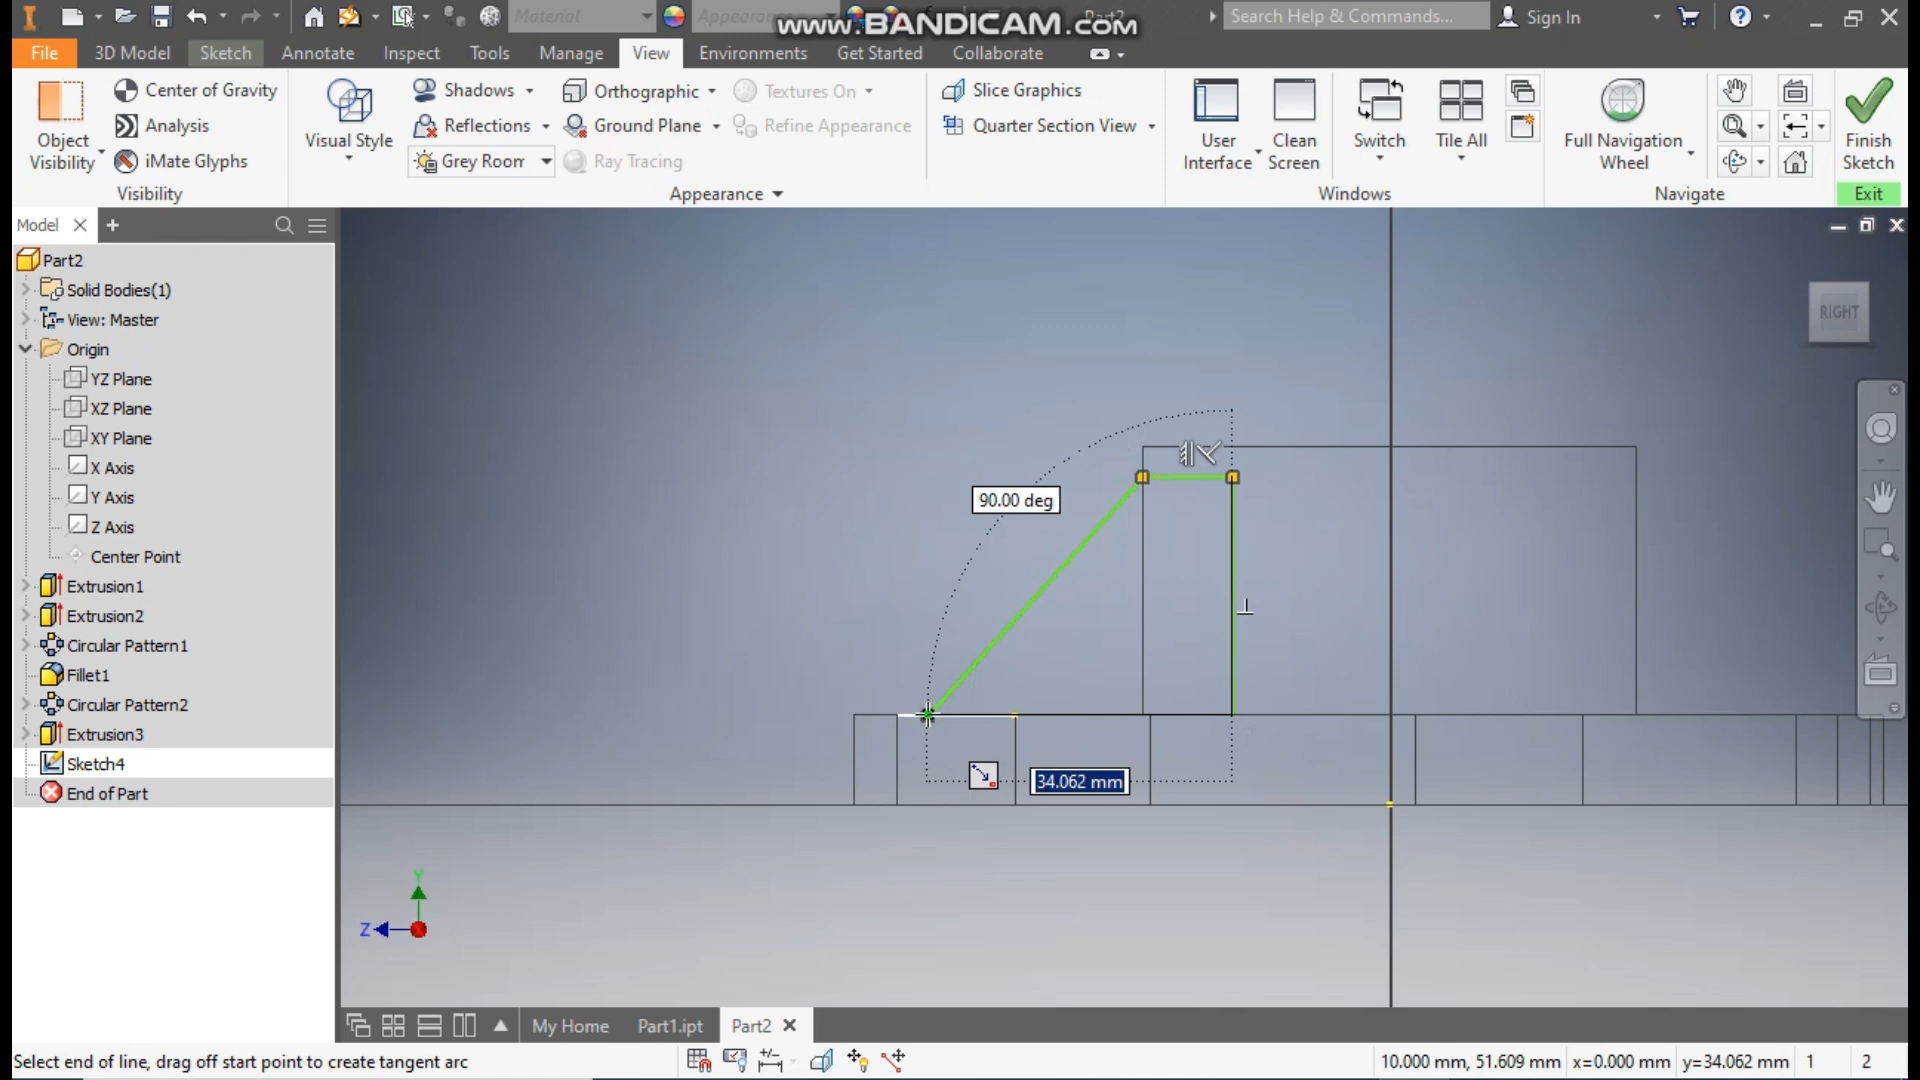 Material
Appearance
www.BANDICAM.com
Part2
Search Help & Commands...
Sign In
File
3D Model
Sketch
Annotate
Inspect
Tools
Manage
View
Environments
Get Started
Collaborate
Object
Visibility
Center of Gravity
Analysis
iMate Glyphs
Visibility
Visual Style
Shadows
Reflections
Grey Room
Orthographic
Ground Plane
Ray Tracing
Textures On
Refine Appearance
Appearance
Slice Graphics
Quarter Section View
User
Interface
Clean
Screen
Switch
Tile All
Windows
Full Navigation
Wheel
Navigate
Finish
Sketch
Exit
Model
Part2
Solid Bodies(1)
View: Master
Origin
YZ Plane
XZ Plane
XY Plane
X Axis
Y Axis
Z Axis
Center Point
Extrusion1
Extrusion2
Circular Pattern1
Fillet1
Circular Pattern2
Extrusion3
Sketch4
End of Part
RIGHT
90.00 deg
34.062 mm
Y
Z
My Home
Part1.ipt
Part2
Select end of line, drag off start point to create tangent arc
10.000 mm, 51.609 mm
x=0.000 mm
y=34.062 mm
1
2